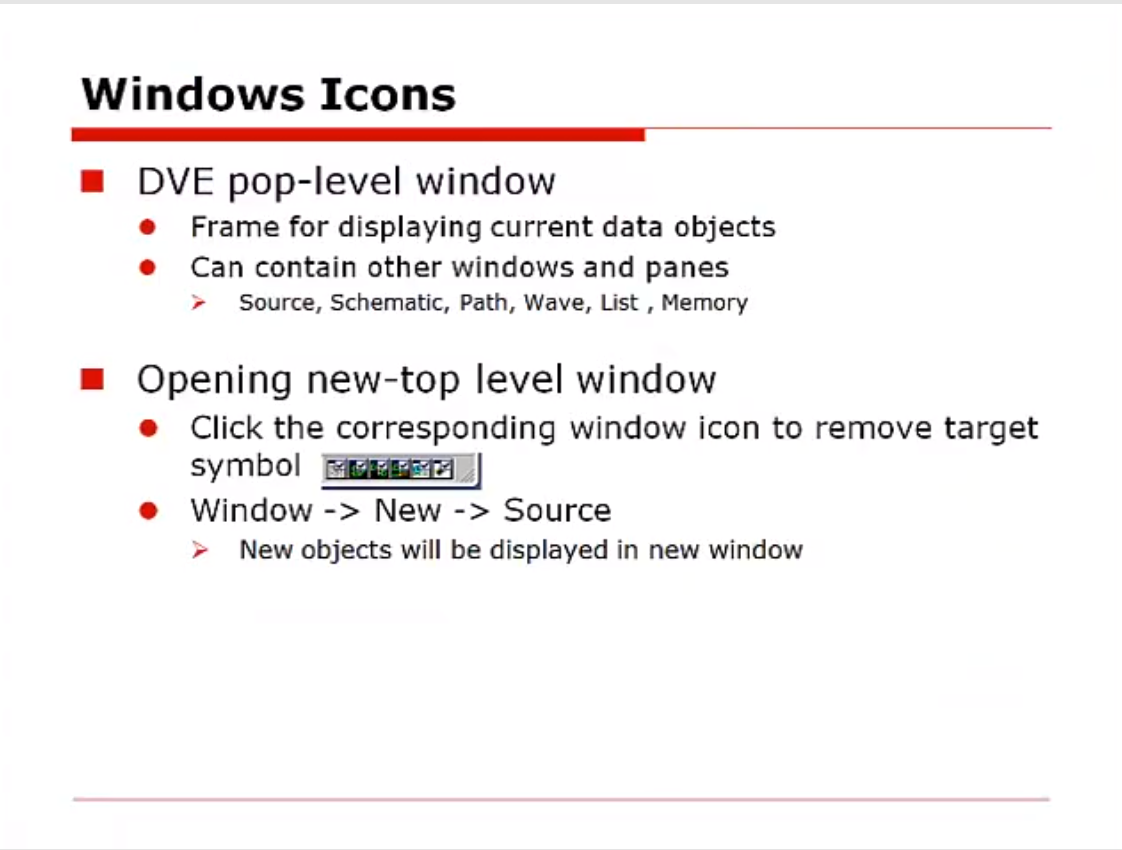 Windows Icons
DVE pop-level window
Frame for displaying current data objects
Can contain other windows and panes
Source, Schematic, Path, Wave, List , Memory
Opening new-top level window
Click the corresponding window icon to remove target
symbol
Window -> New -> Source
New objects will be displayed in new window